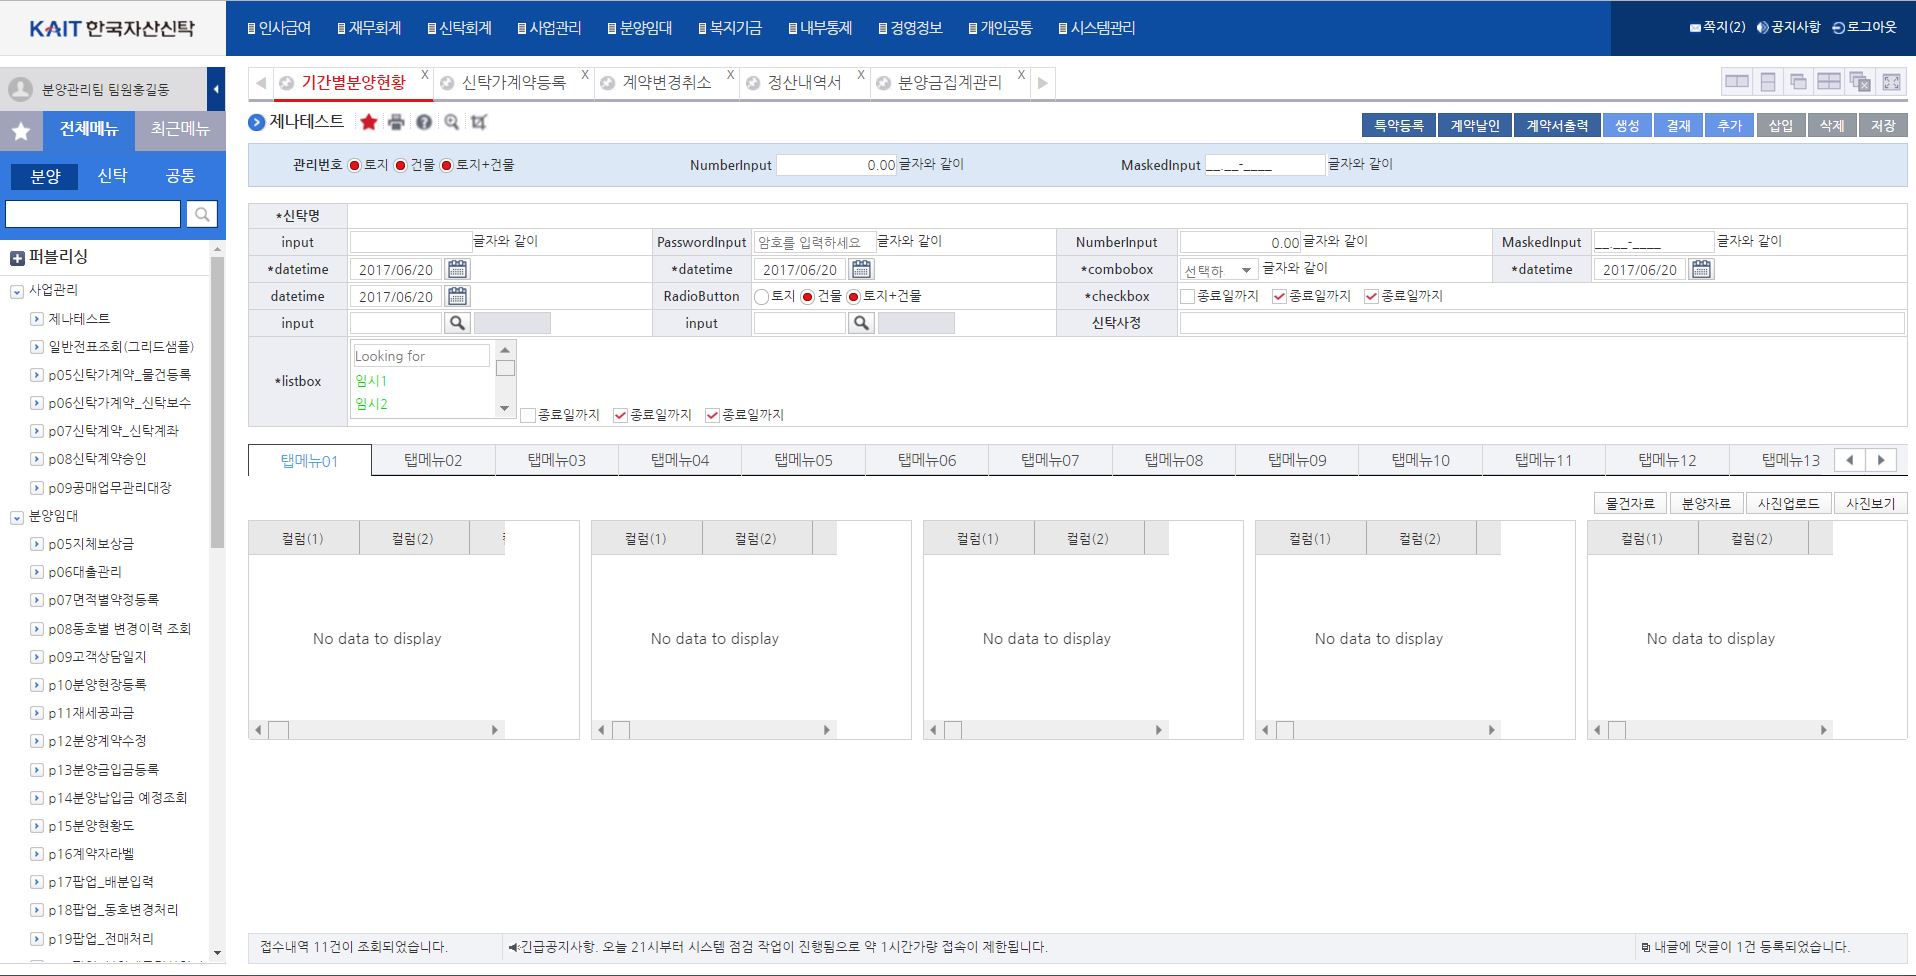 KAIT 한국자산신탁
인사급여 재무회계 신탁회계 사업관리 분양임대 복지기금 내부통제 경영정보 개인공통 시스템관리
쪽지(2) 공지사항 로그아웃
분양관리팀 팀원홍길동
전체메뉴 최근메뉴
분양 신탁 공통
퍼블리싱
사업관리
제나테스트
일반전표조회(그리드샘플)
p05신탁가계약_물건등록
p06신탁가계약_신탁보수
p07신탁계약_신탁계좌
p08신탁계약승인
p09공매업무관리대장
분양임대
p05지체보상금
p06대출관리
p07면적별약정등록
p08동호별 변경이력 조회
p09고객상담일지
p10분양현장등록
p11재세공과금
p12분양계약수정
p13분양금입금등록
p14분양납입금 예정조회
p15분양현황도
p16계약자라벨
p17팝업_배분입력
p18팝업_동호변경처리
p19팝업_전매처리
기간별분양현황 X 신탁가계약등록 X 계약변경취소 X 정산내역서 X 분양금집계관리 X
제나테스트
특약등록 계약날인 계약서출력 생성 결재 추가 삽입 삭제 저장
관리번호 토지 건물 토지+건물 NumberInput 0.00 글자와 같이 MaskedInput __.__-____ 글자와 같이
*신탁명
input 글자와 같이 PasswordInput 암호를 입력하세요 글자와 같이 NumberInput 0.00 글자와 같이 MaskedInput __.__-____ 글자와 같이
*datetime 2017/06/20 *datetime 2017/06/20 *combobox 선택하. 글자와 같이 *datetime 2017/06/20
datetime 2017/06/20 RadioButton 토지 건물 토지+건물 *checkbox 종료일까지 종료일까지 종료일까지
input input 신탁사정
*listbox
Looking for
임시1
임시2
종료일까지 종료일까지 종료일까지
탭메뉴01 탭메뉴02 탭메뉴03 탭메뉴04 탭메뉴05 탭메뉴06 탭메뉴07 탭메뉴08 탭메뉴09 탭메뉴10 탭메뉴11 탭메뉴12 탭메뉴13
물건자료 분양자료 사진업로드 사진보기
컬럼(1) 컬럼(2) 컬럼(1) 컬럼(2) 컬럼(1) 컬럼(2) 컬럼(1) 컬럼(2) 컬럼(1) 컬럼(2)
No data to display No data to display No data to display No data to display No data to display
접수내역 11건이 조회되었습니다. 긴급공지사항. 오늘 21시부터 시스템 점검 작업이 진행됨으로 약 1시간가량 접속이 제한됩니다. 내글에 댓글이 1건 등록되었습니다.